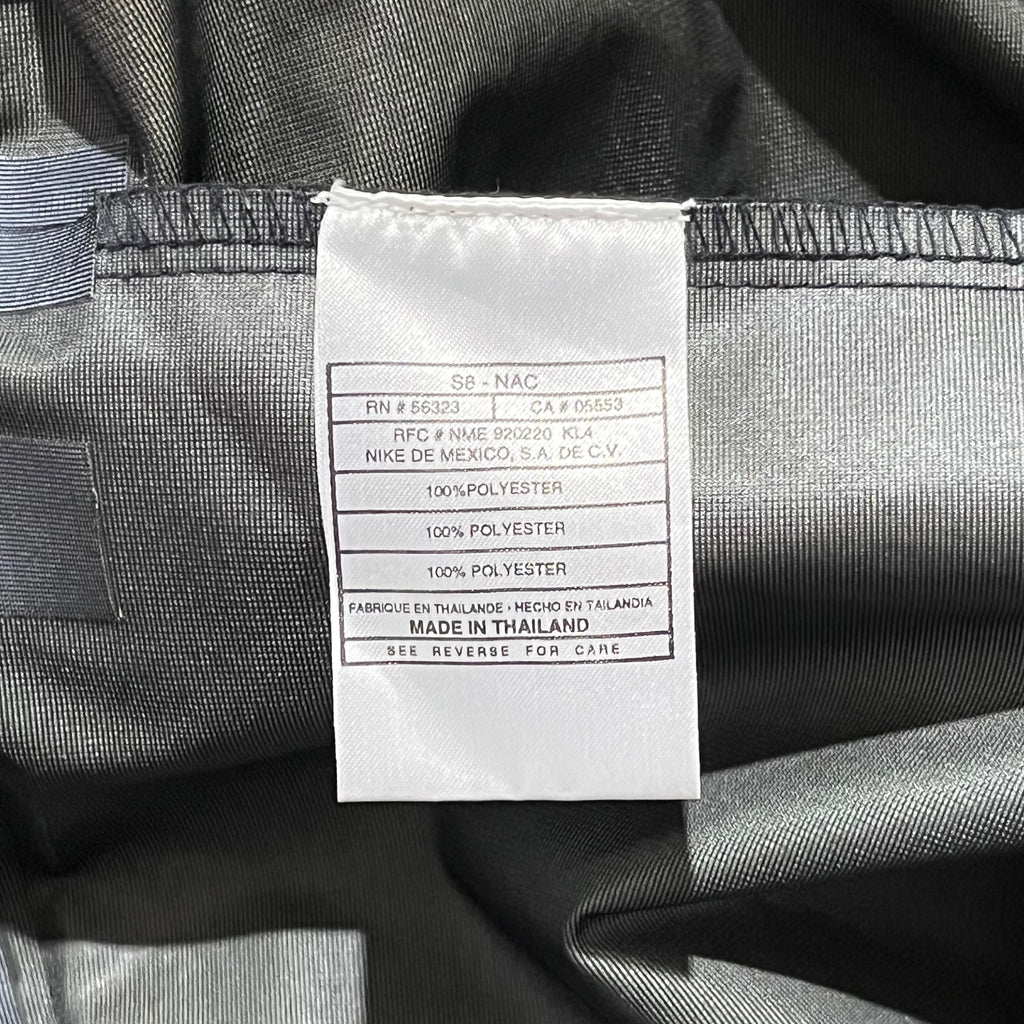 S8 - NAC
RN # 56323 CA # 05553
RFC # NME 920220 KL4
NIKE DE MEXICO, S.A. DE C.V.
100%POLYESTER
100% POLYESTER
100% POLYESTER
FABRIQUE EN THAILANDE • HECHO EN TAILANDIA
MADE IN THAILAND
SEE REVERSE FOR CARE